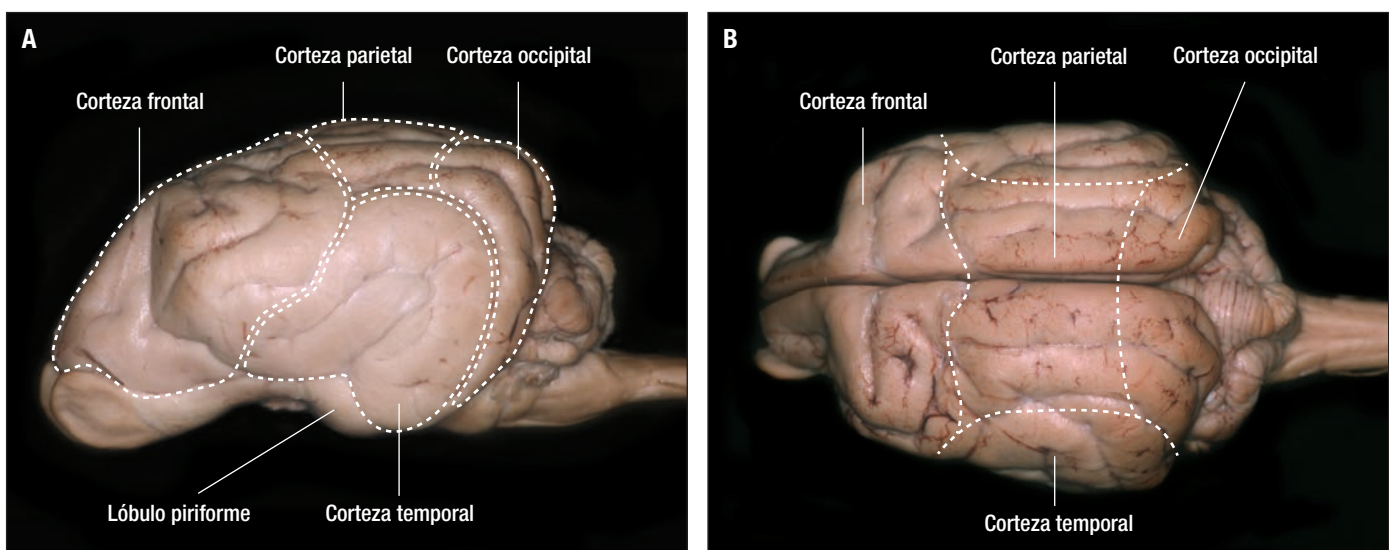 A
Corteza parietal
Corteza occipital
Corteza frontal
Lóbulo piriforme
Corteza temporal
B
Corteza parietal
Corteza occipital
Corteza frontal
Corteza temporal